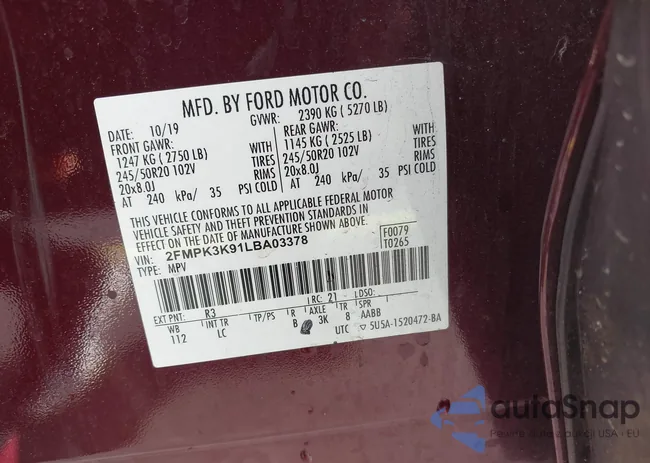 MFD. BY FORD MOTOR CO.
DATE: 10/19 GVWR: 2390 KG ( 5270 LB)
FRONT GAWR: REAR GAWR:
1247 KG ( 2750 LB) WITH 1145 KG ( 2525 LB) WITH
245/50R20 102V TIRES 245/50R20 102V TIRES
20x8.0J RIMS 20x8.0J RIMS
AT 240 kPa/ 35 PSI COLD AT 240 kPa/ 35 PSI COLD
THIS VEHICLE CONFORMS TO ALL APPLICABLE FEDERAL MOTOR
VEHICLE SAFETY AND THEFT PREVENTION STANDARDS IN
EFFECT ON THE DATE OF MANUFACTURE SHOWN ABOVE.
VIN: 2FMPK3K91LBA03378 F0079
TYPE: MPV T0265
EXT PNT: R3 RC: 21 DSO:
WB INT TR TP/PS R AXLE TR SPR
112 LC B 3K 8 AABB
UTC 5U5A-1520472-BA
autoSnap
USA - EU